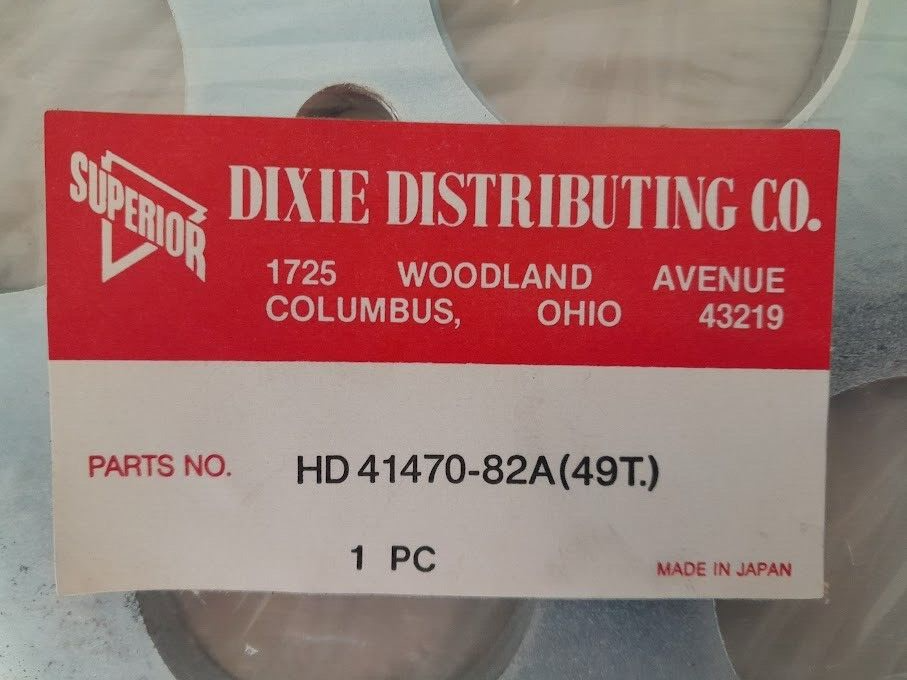 SUPERIOR
DIXIE DISTRIBUTING CO.
1725 WOODLAND AVENUE
COLUMBUS, OHIO 43219
PARTS NO. HD 41470-82A (49T.)
1 PC
MADE IN JAPAN